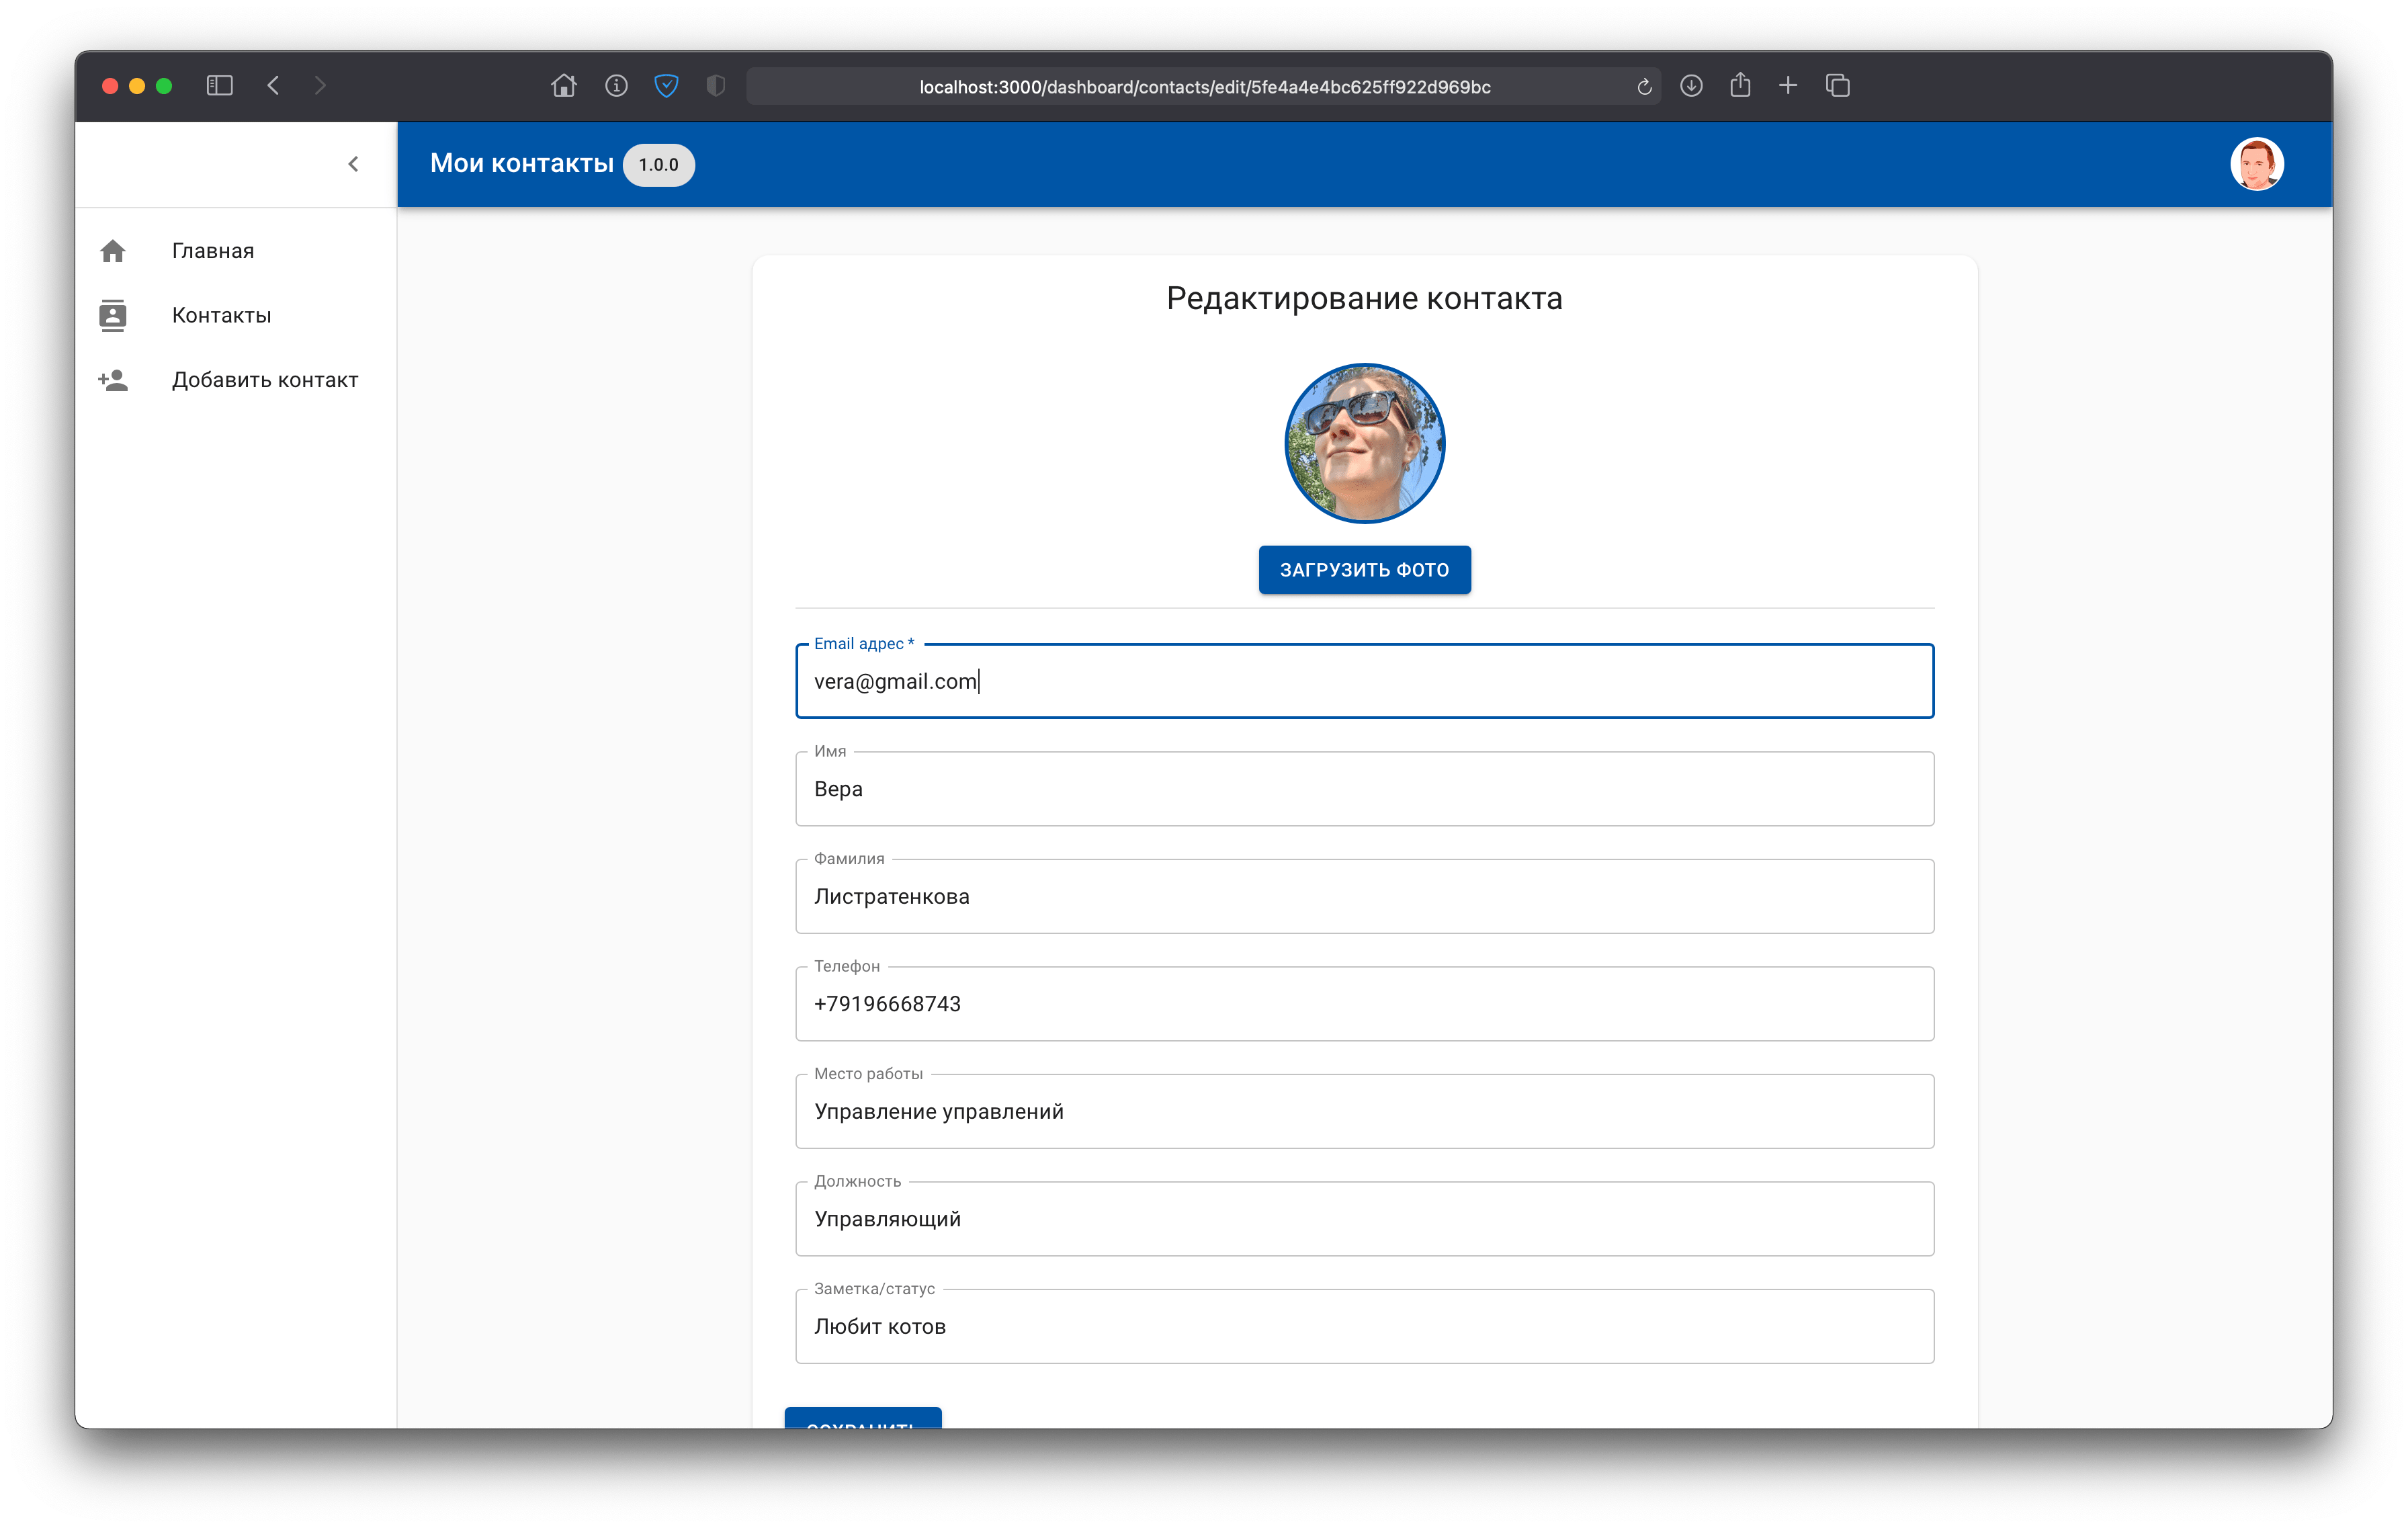 localhost:3000/dashboard/contacts/edit/5fe4a4e4bc625ff922d969bc
Мои контакты 1.0.0
Главная
Контакты
Добавить контакт
Редактирование контакта
ЗАГРУЗИТЬ ФОТО
Email адрес *
vera@gmail.com
Имя
Вера
Фамилия
Листратенкова
Телефон
+79196668743
Место работы
Управление управлений
Должность
Управляющий
Заметка/статус
Любит котов
СОХРАНИТЬ